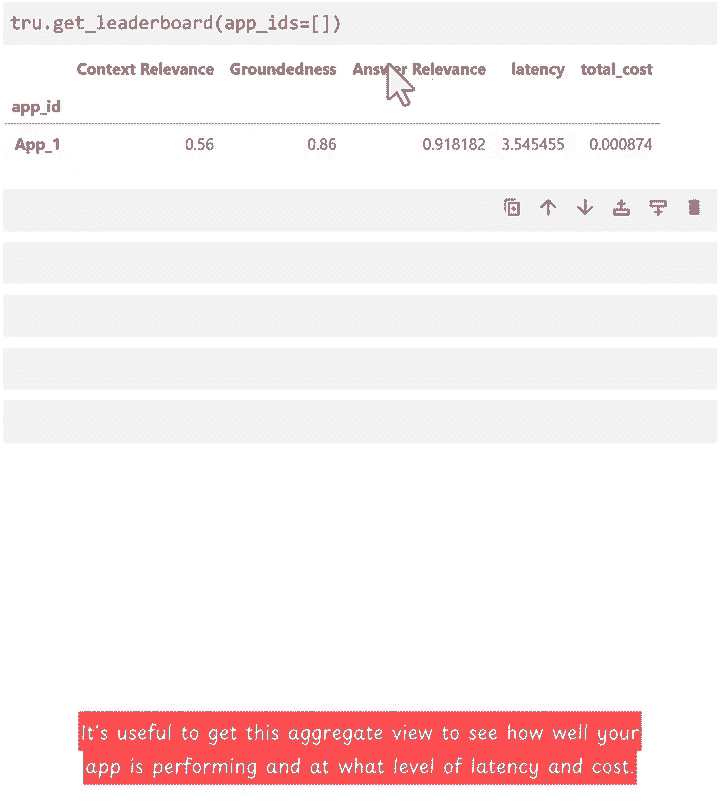 tru.get_leaderboard(app_ids=[])
Context Relevance Groundedness Answer Relevance latency total_cost
app_id
App_1 0.56 0.86 0.918182 3.545455 0.000874
It's useful to get this aggregate view to see how well your
app is performing and at what level of latency and cost.